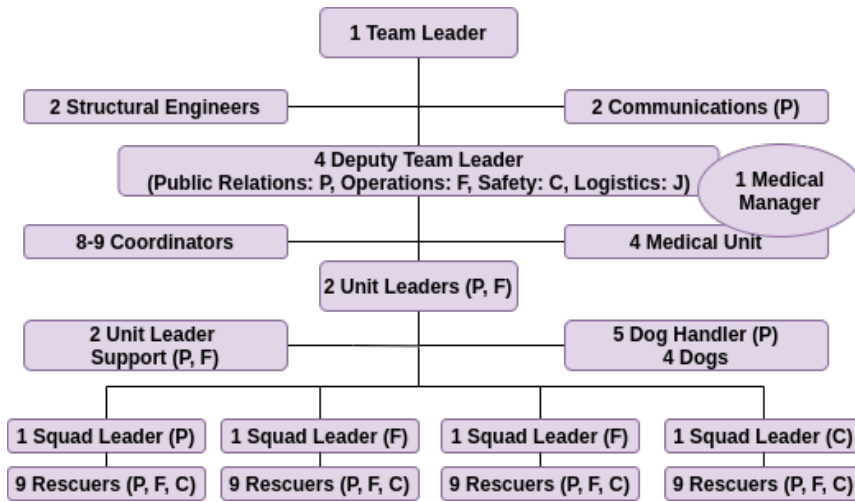 1 Team Leader
2 Structural Engineers
2 Communications (P)
4 Deputy Team Leader
(Public Relations: P, Operations: F, Safety: C, Logistics: J)
1 Medical
Manager
8-9 Coordinators
4 Medical Unit
2 Unit Leaders (P, F)
2 Unit Leader
Support (P, F)
5 Dog Handler (P)
4 Dogs
1 Squad Leader (P)
1 Squad Leader (F)
1 Squad Leader (F)
1 Squad Leader (C)
9 Rescuers (P, F, C)
9 Rescuers (P, F, C)
9 Rescuers (P, F, C)
9 Rescuers (P, F, C)